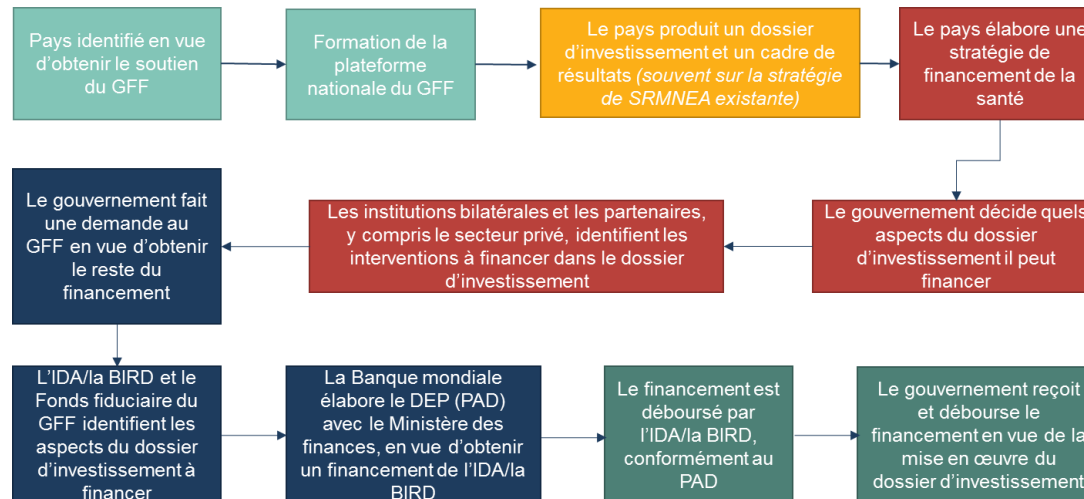 Pays identifié en vue
d'obtenir le soutien
du GFF
Formation de la
plateforme
nationale du GFF
Le pays produit un dossier
d'investissement et un cadre de
résultats (souvent sur la stratégie
de SRMNEA existante)
Le pays élabore une
stratégie de
financement de la
santé
Le gouvernement décide quels
aspects du dossier
d'investissement il peut
financer
Les institutions bilatérales et les partenaires,
y compris le secteur privé, identifient les
interventions à financer dans le dossier
d'investissement
Le gouvernement fait
une demande au
GFF en vue d'obtenir
le reste du
financement
L'IDA/la BIRD et le
Fonds fiduciaire du
GFF identifient les
aspects du dossier
d'investissement à
financer
La Banque mondiale
élabore le DEP (PAD)
avec le Ministère des
finances, en vue d'obtenir
un financement de l'IDA/la
BIRD
Le financement est
déboursé par
l'IDA/la BIRD,
conformément au
PAD
Le gouvernement reçoit
et débourse le
financement en vue de la
mise en œuvre du
dossier d'investissement